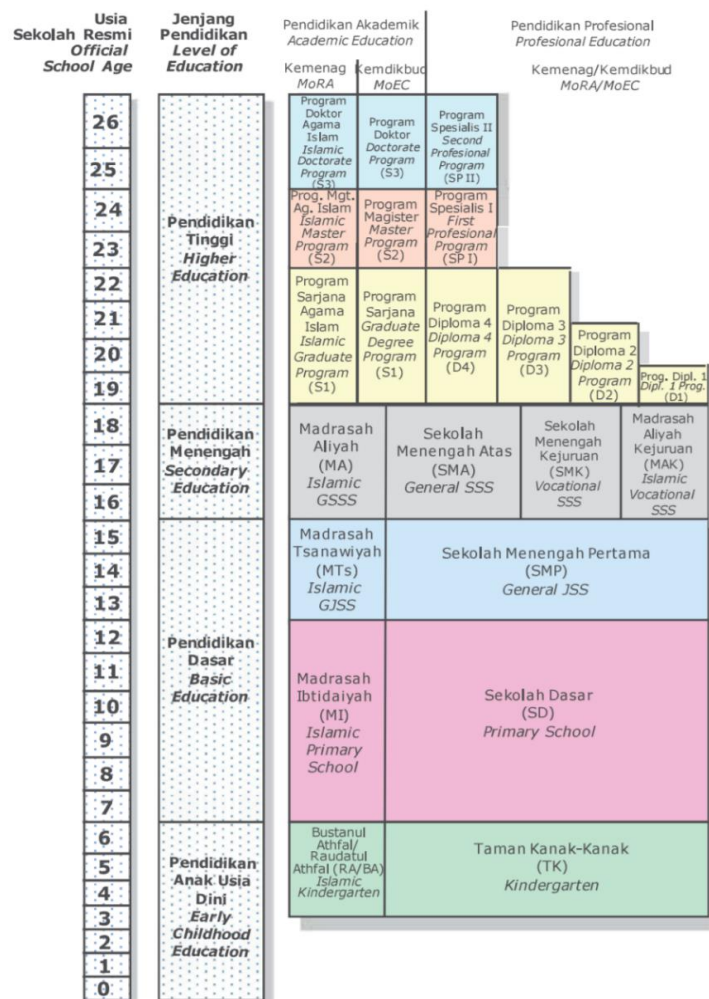 Usia
Sekolah Resmi
Official
School Age
Jenjang
Pendidikan
Level of
Education
Pendidikan Akademik
Academic Education
Pendidikan Profesional
Profesional Education
Kemenag
MoRA
Kemdikbud
MoEC
Kemenag/Kemdikbud
MoRA/MoEC
26
25
24
23
22
21
20
19
18
17
16
15
14
13
12
11
10
9
8
7
6
5
4
3
2
1
0
Pendidikan
Tinggi
Higher
Education
Pendidikan
Menengah
Secondary
Education
Pendidikan
Dasar
Basic
Education
Pendidikan
Anak Usia
Dini
Early
Childhood
Education
Program
Doktor
Agama
Islam
Islamic
Doctorate
Program
(S3)
Program
Doktor
Doctorate
Program
(S3)
Program
Spesialis II
Second
Profesional
Program
(SP II)
Prog. Mgt.
Ag. Islam
Islamic
Master
Program
(S2)
Program
Magister
Master
Program
(S2)
Program
Spesialis I
First
Profesional
Program
(SP I)
Program
Sarjana
Agama
Islam
Islamic
Graduate
Program
(S1)
Program
Sarjana
Graduate
Degree
Program
(S1)
Program
Diploma 4
Diploma 4
Program
(D4)
Program
Diploma 3
Diploma 3
Program
(D3)
Program
Diploma 2
Diploma 2
Program
(D2)
Prog. Dipl. 1
Dipl. 1 Prog.
(D1)
Madrasah
Aliyah
(MA)
Islamic
GSSS
Sekolah
Menengah Atas
(SMA)
General SSS
Sekolah
Menengah
Kejuruan
(SMK)
Vocational
SSS
Madrasah
Aliyah
Kejuruan
(MAK)
Islamic
Vocational
SSS
Madrasah
Tsanawiyah
(MTs)
Islamic
GJSS
Sekolah Menengah Pertama
(SMP)
General JSS
Madrasah
Ibtidaiyah
(MI)
Islamic
Primary
School
Sekolah Dasar
(SD)
Primary School
Bustanul
Athfal/
Raudatul
Athfal (RA/BA)
Islamic
Kindergarten
Taman Kanak-Kanak
(TK)
Kindergarten